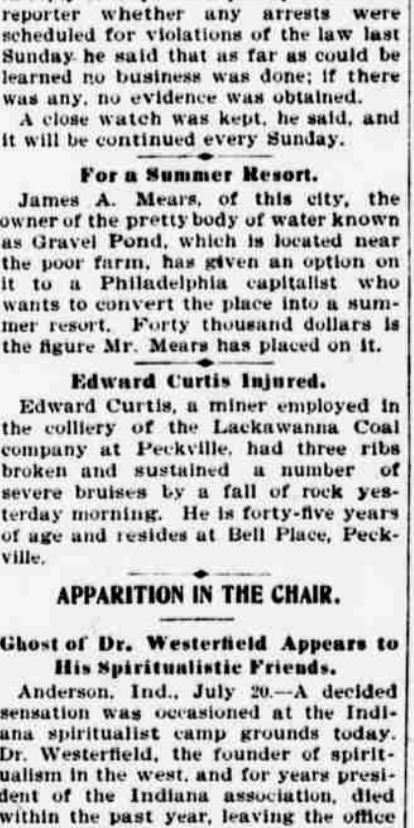 reporter whether any arrests were
scheduled for violations of the law last
Sunday he said that as far as could be
learned no business was done; if there
was any, no evidence was obtained.
A close watch was kept, he said, and
it will be continued every Sunday.
For a Summer Resort.
James A. Mears, of this city, the
owner of the pretty body of water known
as Gravel Pond, which is located near
the poor farm, has given an option on
it to a Philadelphia capitalist who
wants to convert the place into a sum-
mer resort. Forty thousand dollars is
the figure Mr. Mears has placed on it.
Edward Curtis Injured.
Edward Curtis, a miner employed in
the colliery of the Lackawanna Coal
company at Peckville, had three ribs
broken and sustained a number of
severe bruises by a fall of rock yes-
terday morning. He is forty-five years
of age and resides at Bell Place, Peck-
ville.
APPARITION IN THE CHAIR.
Ghost of Dr. Westerfield Appears to
His Spiritualistic Friends.
Anderson, Ind., July 20.—A decided
sensation was occasioned at the Indi-
ana spiritualist camp grounds today.
Dr. Westerfield, the founder of spirit-
ualism in the west, and for years presi-
dent of the Indiana association, died
within the past year, leaving the office